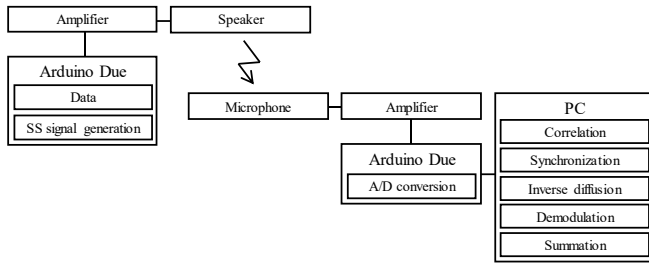 Amplifier
Speaker
Arduino Due
Data
SS signal generation
Microphone
Amplifier
Arduino Due
A/D conversion
PC
Correlation
Synchronization
Inverse diffusion
Demodulation
Summation